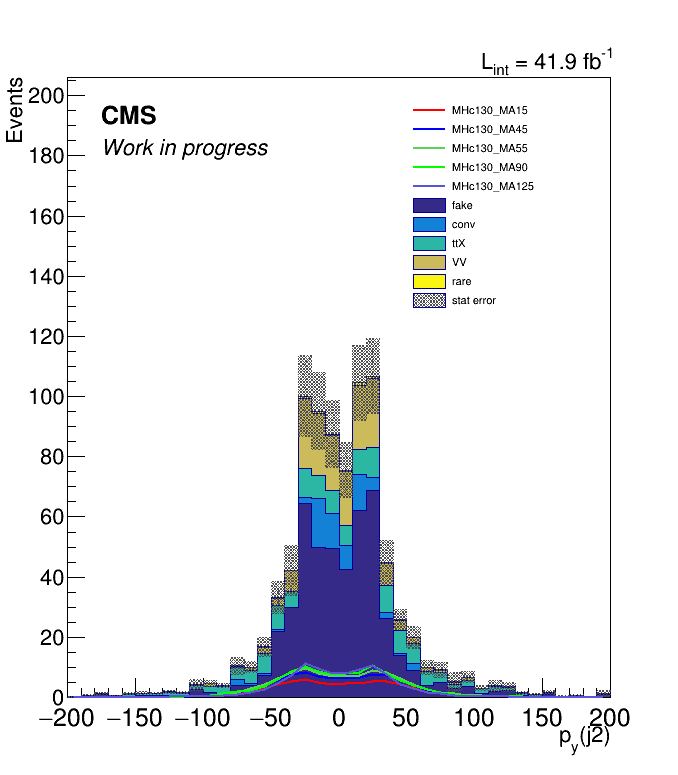 L_int = 41.9 fb^-1
Events
CMS
Work in progress
MHc130_MA15
MHc130_MA45
MHc130_MA55
MHc130_MA90
MHc130_MA125
fake
conv
ttX
VV
rare
stat error
200
180
160
140
120
100
80
60
40
20
0
−200 −150 −100 −50 0 50 100 150 200
p_y(j2)